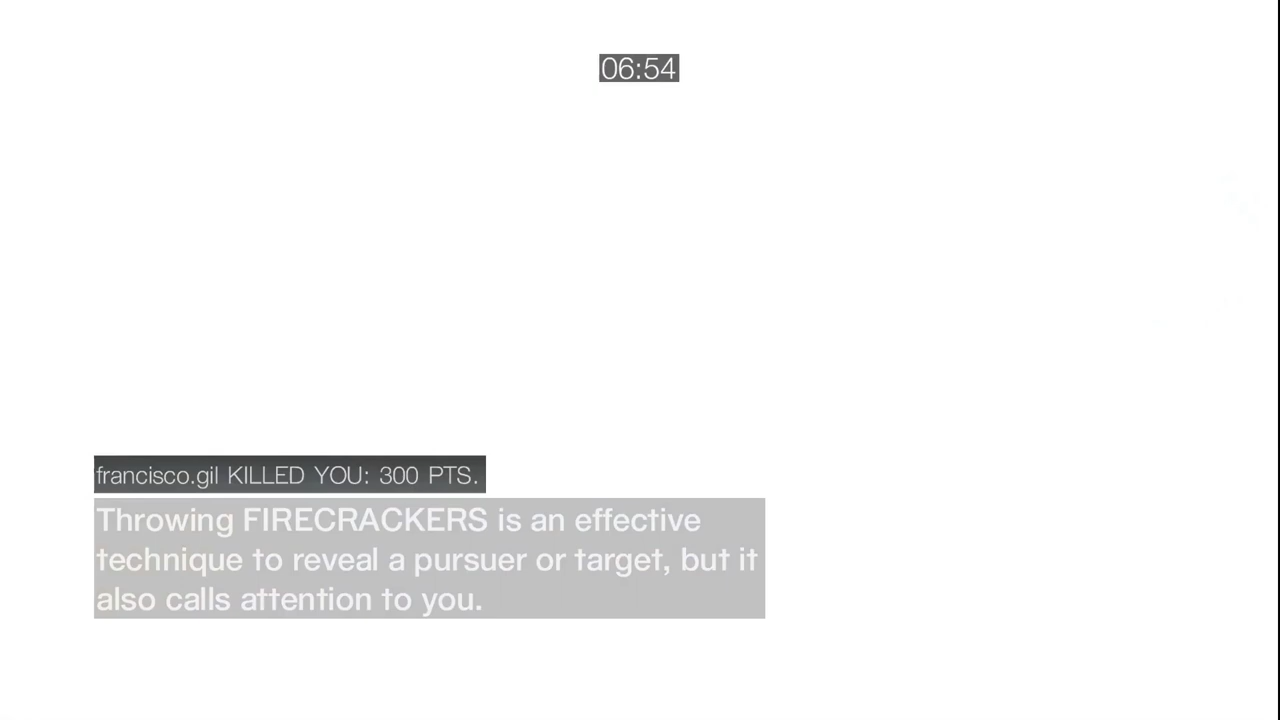 06:54
francisco.gil KILLED YOU: 300 PTS.
Throwing FIRECRACKERS is an effective
technique to reveal a pursuer or target, but it
also calls attention to you.